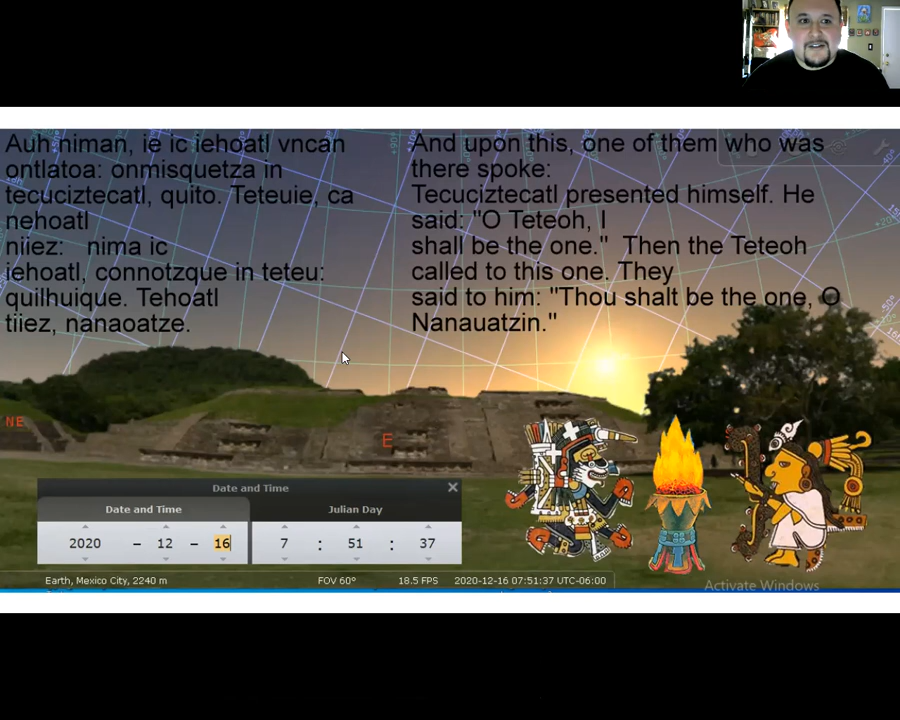 Auh niman, ie ic iehoatl vncan
ontlatoa: onmisquetza in
tecuciztecatl, quito. Teteuie, ca
nehoatl
niiez: nima ic
iehoatl, connotzque in teteu:
quilhuique. Tehoatl
tiiez, nanaoatze.
And upon this, one of them who was
there spoke:
Tecuciztecatl presented himself. He
said: "O Teteoh, I
shall be the one." Then the Teteoh
called to this one. They
said to him: "Thou shalt be the one, O
Nanauatzin."
NE
E
Date and Time
Date and Time
Julian Day
2020 - 12 - 16
7 : 51 : 37
Earth, Mexico City, 2240 m
FOV 60°
18.5 FPS
2020-12-16 07:51:37 UTC-06:00
Activate Windows